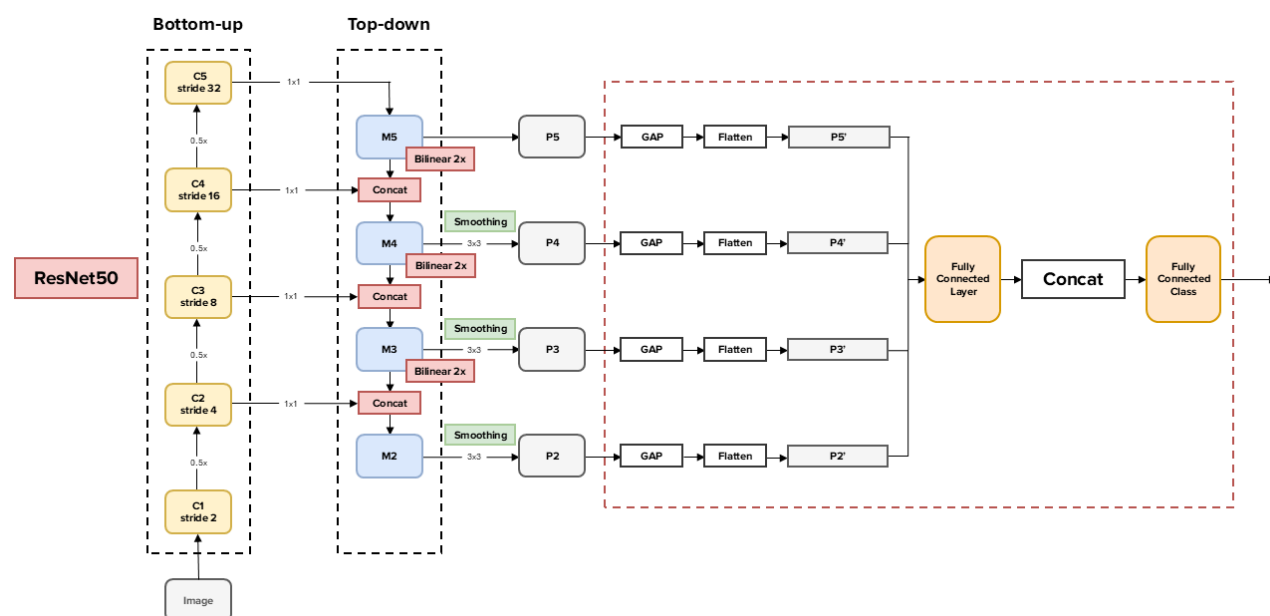 Bottom-up
Top-down
C5
stride 32
1x1
0.5x
M5
Bilinear 2x
P5
GAP
Flatten
P5'
C4
stride 16
1x1
Concat
0.5x
M4
Bilinear 2x
Smoothing
3x3
P4
GAP
Flatten
P4'
ResNet50
C3
stride 8
1x1
Concat
0.5x
M3
Bilinear 2x
Smoothing
3x3
P3
GAP
Flatten
P3'
C2
stride 4
1x1
Concat
0.5x
M2
Smoothing
3x3
P2
GAP
Flatten
P2'
C1
stride 2
Image
Fully
Connected
Layer
Concat
Fully
Connected
Class